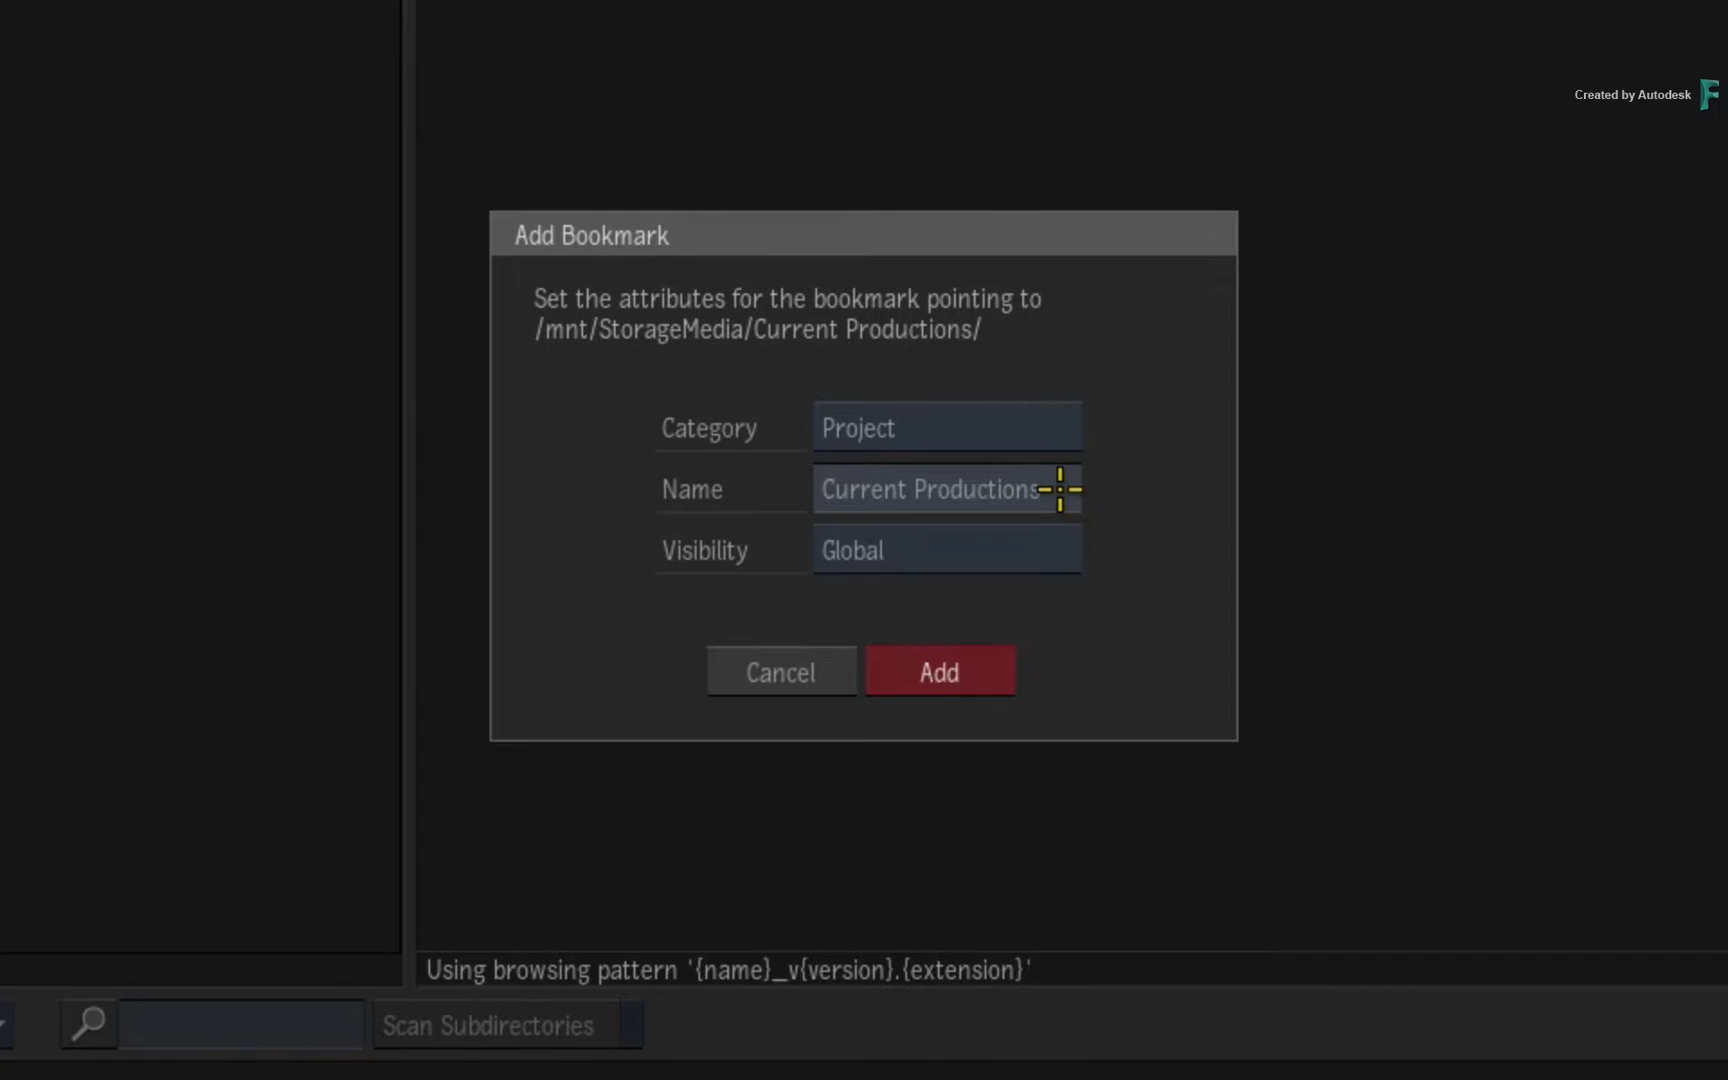 Created by Autodesk
Add Bookmark
Set the attributes for the bookmark pointing to
/mnt/StorageMedia/Current Productions/
Category Project
Name Current Productions
Visibility Global
Cancel Add
Using browsing pattern '{name}_v{version}.{extension}'
Scan Subdirectories